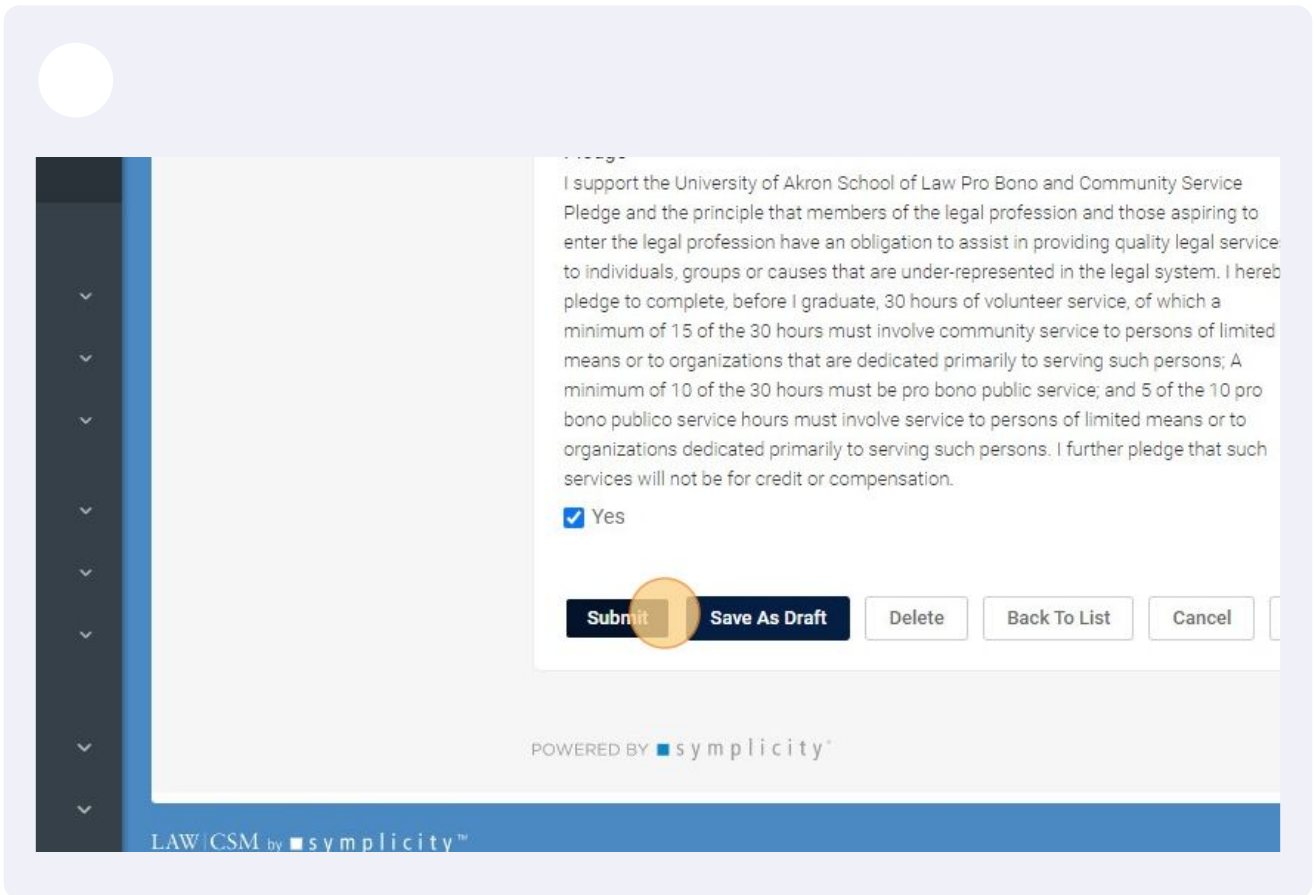 I support the University of Akron School of Law Pro Bono and Community Service
Pledge and the principle that members of the legal profession and those aspiring to
enter the legal profession have an obligation to assist in providing quality legal service
to individuals, groups or causes that are under-represented in the legal system. I hereb
pledge to complete, before I graduate, 30 hours of volunteer service, of which a
minimum of 15 of the 30 hours must involve community service to persons of limited
means or to organizations that are dedicated primarily to serving such persons; A
minimum of 10 of the 30 hours must be pro bono public service; and 5 of the 10 pro
bono publico service hours must involve service to persons of limited means or to
organizations dedicated primarily to serving such persons. I further pledge that such
services will not be for credit or compensation.
Yes
Submit Save As Draft Delete Back To List Cancel
POWERED BY symplicity
LAW CSM by symplicity™